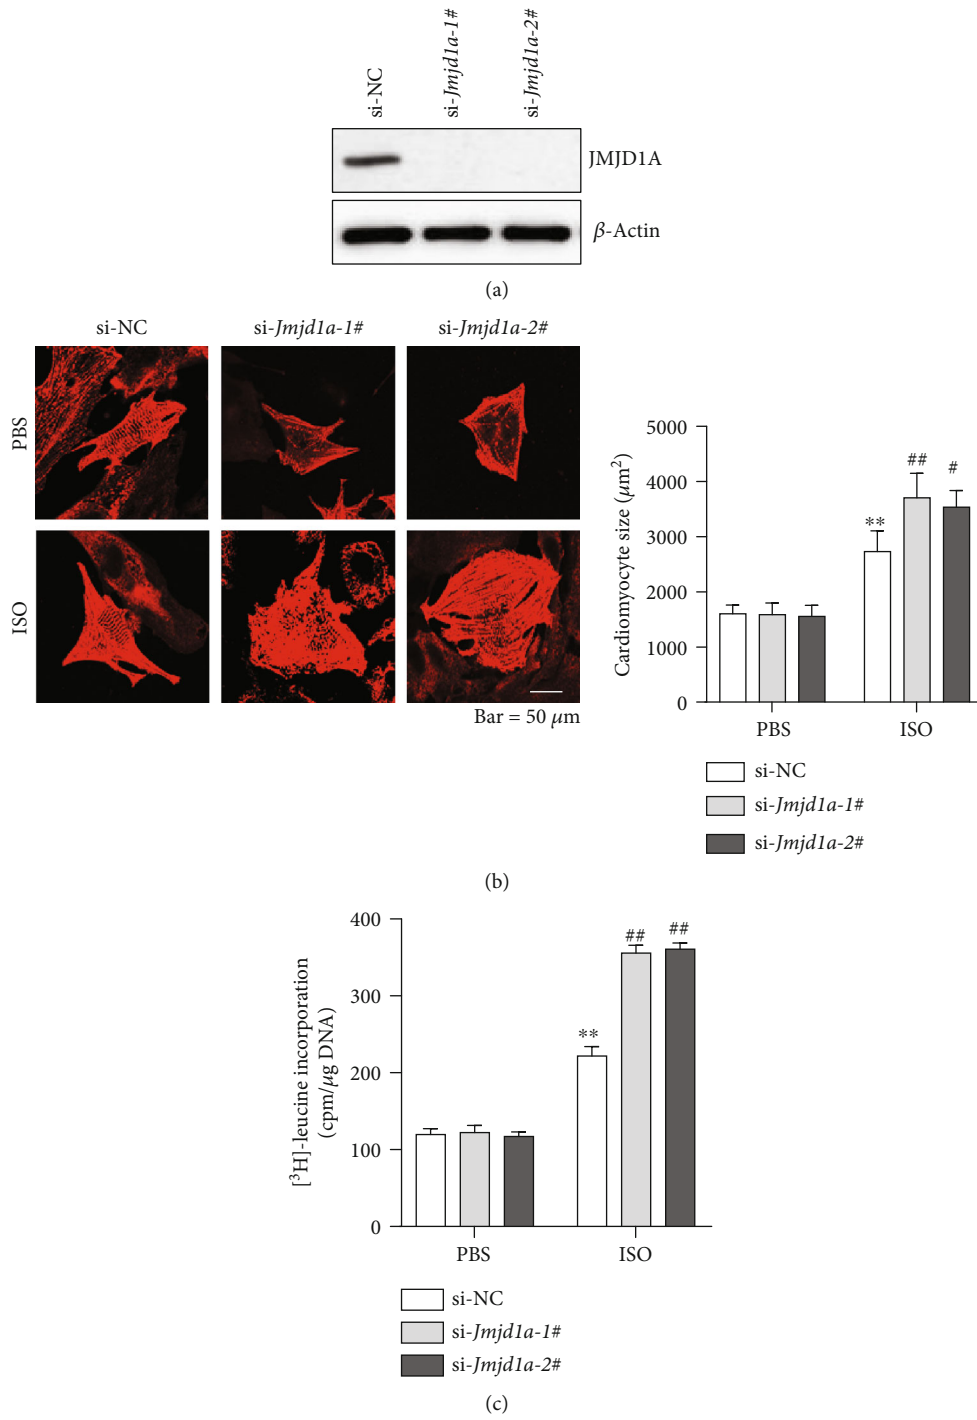 si-NC
si-Jmjd1a-1#
si-Jmjd1a-2#
JMJD1A
β-Actin
(a)
si-NC si-Jmjd1a-1# si-Jmjd1a-2#
PBS
ISO
Bar = 50 μm
Cardiomyocyte size (μm²)
5000
4000
3000
2000
1000
0
**
##
#
PBS ISO
si-NC
si-Jmjd1a-1#
si-Jmjd1a-2#
(b)
[³H]-leucine incorporation
(cpm/μg DNA)
400
300
200
100
0
**
##
##
PBS ISO
si-NC
si-Jmjd1a-1#
si-Jmjd1a-2#
(c)